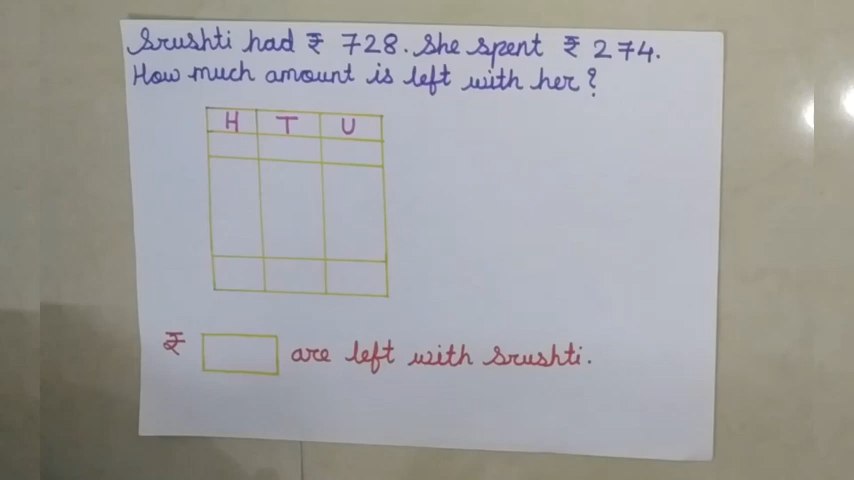 Srushti had ₹ 728. She spent ₹ 274.
How much amount is left with her?
H T U
₹ are left with Srushti.